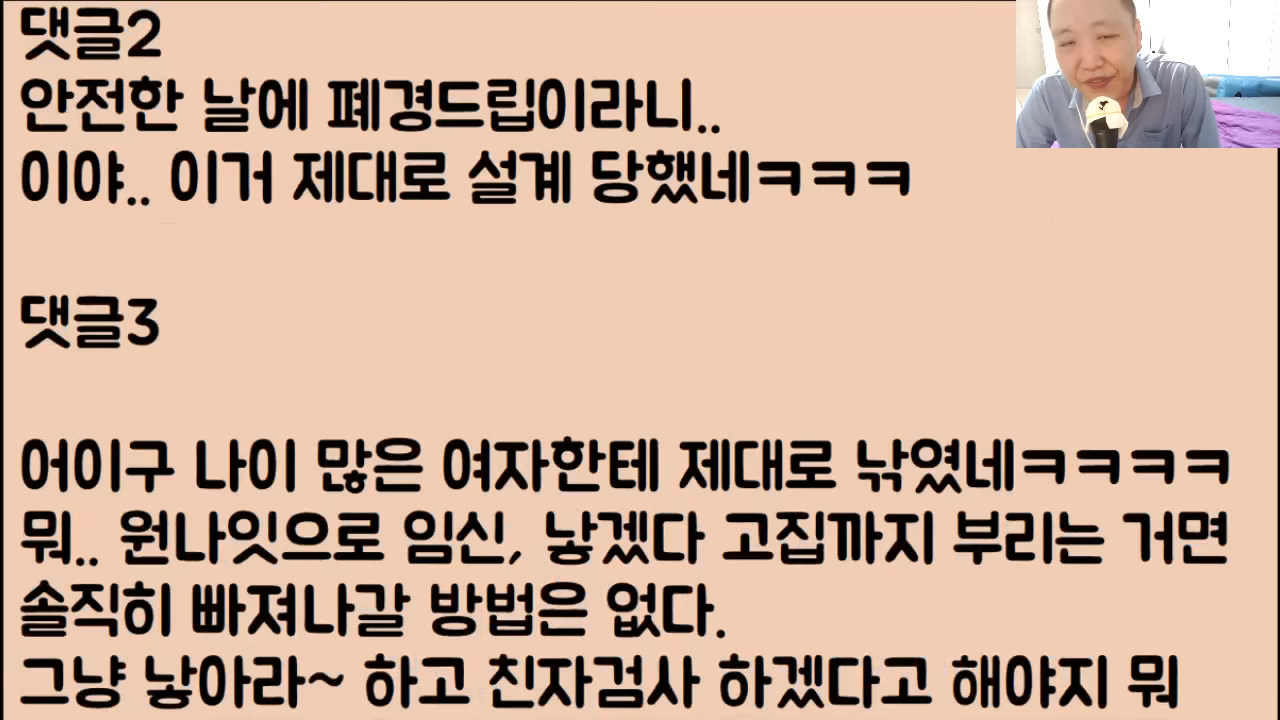 댓글2
안전한 날에 폐경드립이라니..
이야.. 이거 제대로 설계 당했네ㅋㅋㅋ
댓글3
어이구 나이 많은 여자한테 제대로 낚였네ㅋㅋㅋㅋ
뭐.. 원나잇으로 임신, 낳겠다 고집까지 부리는 거면
솔직히 빠져나갈 방법은 없다.
그냥 낳아라~ 하고 친자검사 하겠다고 해야지 뭐